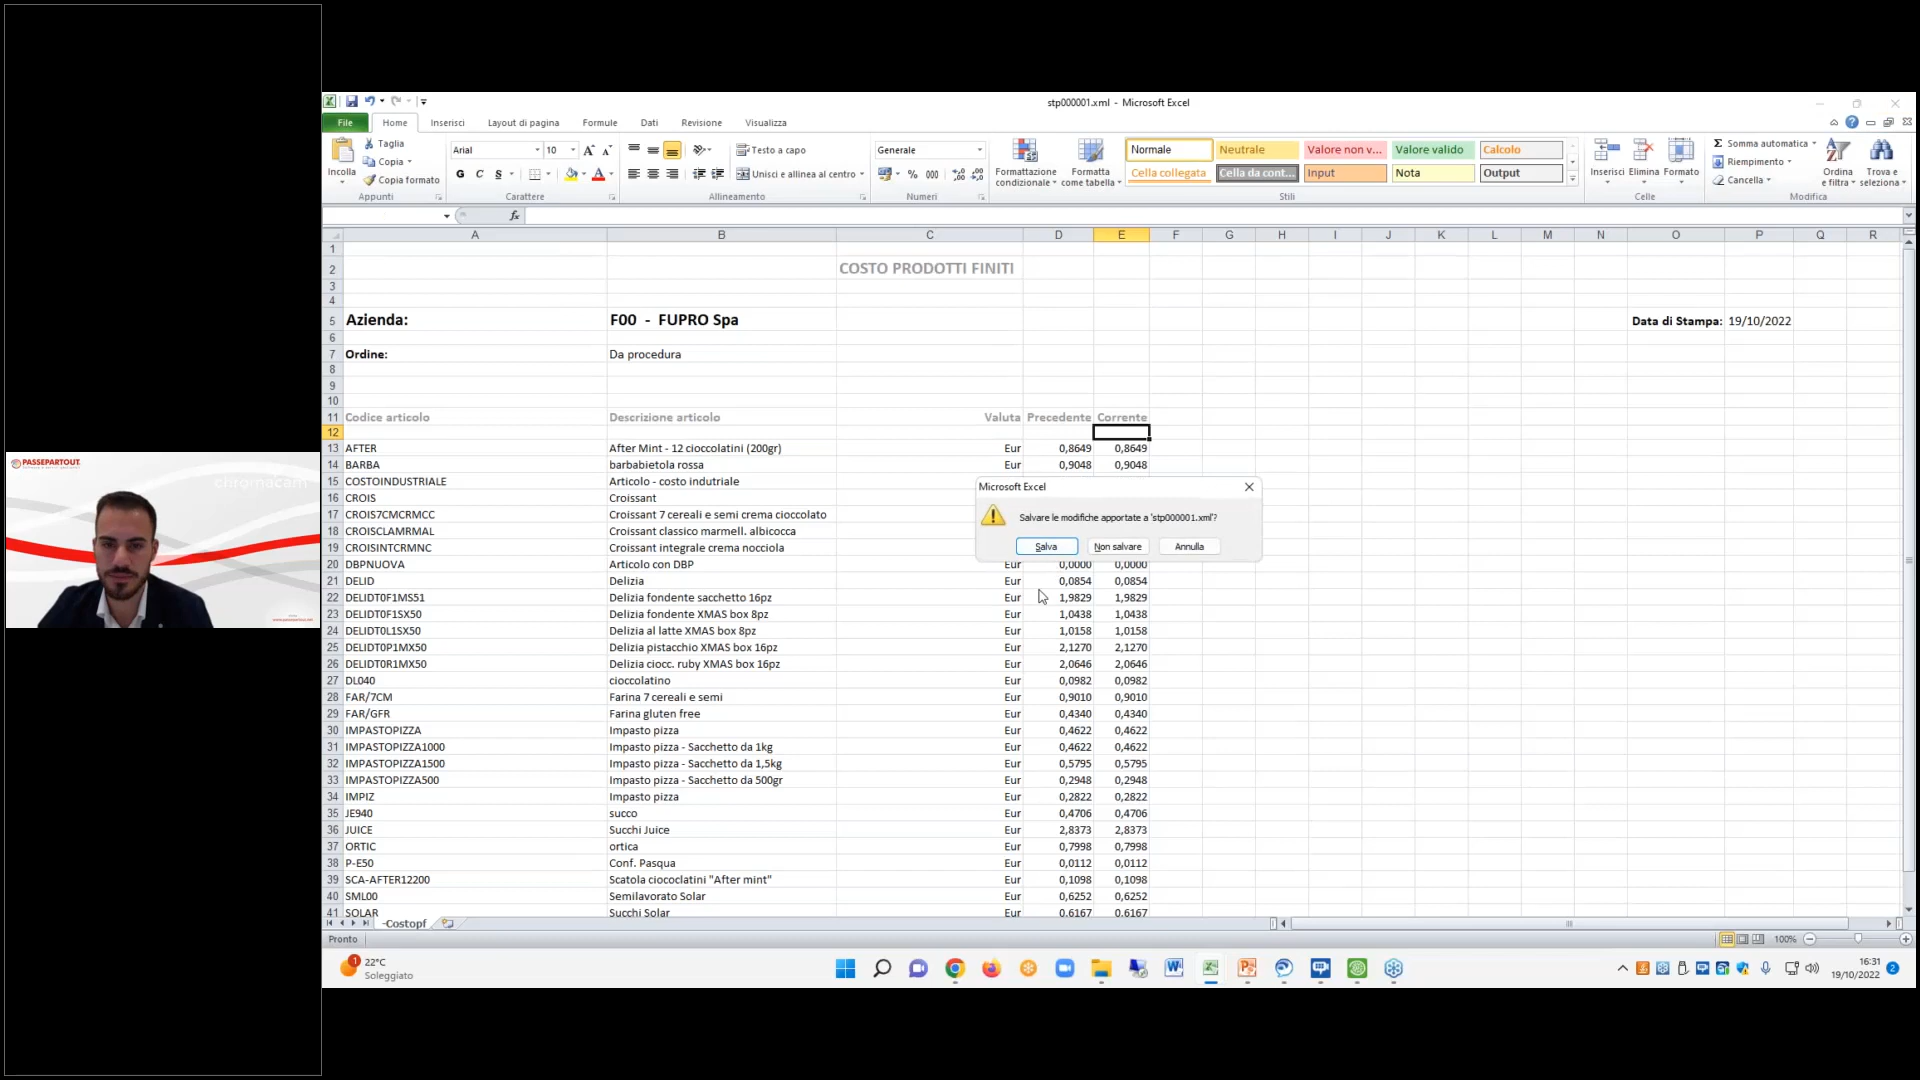 PASSEPARTOUT
chromacam
stp000001.xml - Microsoft Excel
File Home Inserisci Layout di pagina Formule Dati Revisione Visualizza
Incolla
Taglia
Copia
Copia formato
Appunti
Arial 10
G C S
Carattere
Testo a capo
Unisci e allinea al centro
Allineamento
Generale
% 000
Numeri
Formattazione condizionale
Formatta come tabella
Normale Neutrale Valore non v... Valore valido Calcolo
Cella collegata Cella da cont... Input Nota Output
Stili
Inserisci Elimina Formato
Celle
Somma automatica
Riempimento
Cancella
Ordina e filtra
Trova e seleziona
Modifica
fx
A B C D E F G H I J K L M N O P Q R
1
2 COSTO PRODOTTI FINITI
3
4
5 Azienda: F00 - FUPRO Spa Data di Stampa: 19/10/2022
6
7 Ordine: Da procedura
8
9
10
11 Codice articolo Descrizione articolo Valuta Precedente Corrente
12
13 AFTER After Mint - 12 cioccolatini (200gr) Eur 0,8649 0,8649
14 BARBA barbabietola rossa Eur 0,9048 0,9048
15 COSTOINDUSTRIALE Articolo - costo indutriale
16 CROIS Croissant
17 CROIS7CMCRMCC Croissant 7 cereali e semi crema cioccolato
18 CROISCLAMRMAL Croissant classico marmell. albicocca
19 CROISINTCRMNC Croissant integrale crema nocciola
20 DBPNUOVA Articolo con DBP Eur 0,0000 0,0000
21 DELID Delizia Eur 0,0854 0,0854
22 DELIDT0F1MS51 Delizia fondente sacchetto 16pz Eur 1,9829 1,9829
23 DELIDT0F1SX50 Delizia fondente XMAS box 8pz Eur 1,0438 1,0438
24 DELIDT0L1SX50 Delizia al latte XMAS box 8pz Eur 1,0158 1,0158
25 DELIDT0P1MX50 Delizia pistacchio XMAS box 16pz Eur 2,1270 2,1270
26 DELIDT0R1MX50 Delizia ciocc. ruby XMAS box 16pz Eur 2,0646 2,0646
27 DL040 cioccolatino Eur 0,0982 0,0982
28 FAR/7CM Farina 7 cereali e semi Eur 0,9010 0,9010
29 FAR/GFR Farina gluten free Eur 0,4340 0,4340
30 IMPASTOPIZZA Impasto pizza Eur 0,4622 0,4622
31 IMPASTOPIZZA1000 Impasto pizza - Sacchetto da 1kg Eur 0,4622 0,4622
32 IMPASTOPIZZA1500 Impasto pizza - Sacchetto da 1,5kg Eur 0,5795 0,5795
33 IMPASTOPIZZA500 Impasto pizza - Sacchetto da 500gr Eur 0,2948 0,2948
34 IMPIZ Impasto pizza Eur 0,2822 0,2822
35 JE940 succo Eur 0,4706 0,4706
36 JUICE Succhi Juice Eur 2,8373 2,8373
37 ORTIC ortica Eur 0,7998 0,7998
38 P-E50 Conf. Pasqua Eur 0,0112 0,0112
39 SCA-AFTER12200 Scatola ciococlatini "After mint" Eur 0,1098 0,1098
40 SML00 Semilavorato Solar Eur 0,6252 0,6252
41 SOLAR Succhi Solar Eur 0,6167 0,6167
Microsoft Excel
Salvare le modifiche apportate a 'stp000001.xml'?
Salva Non salvare Annulla
-Costopf
Pronto 100%
1 22°C
Soleggiato
16:31
19/10/2022 2